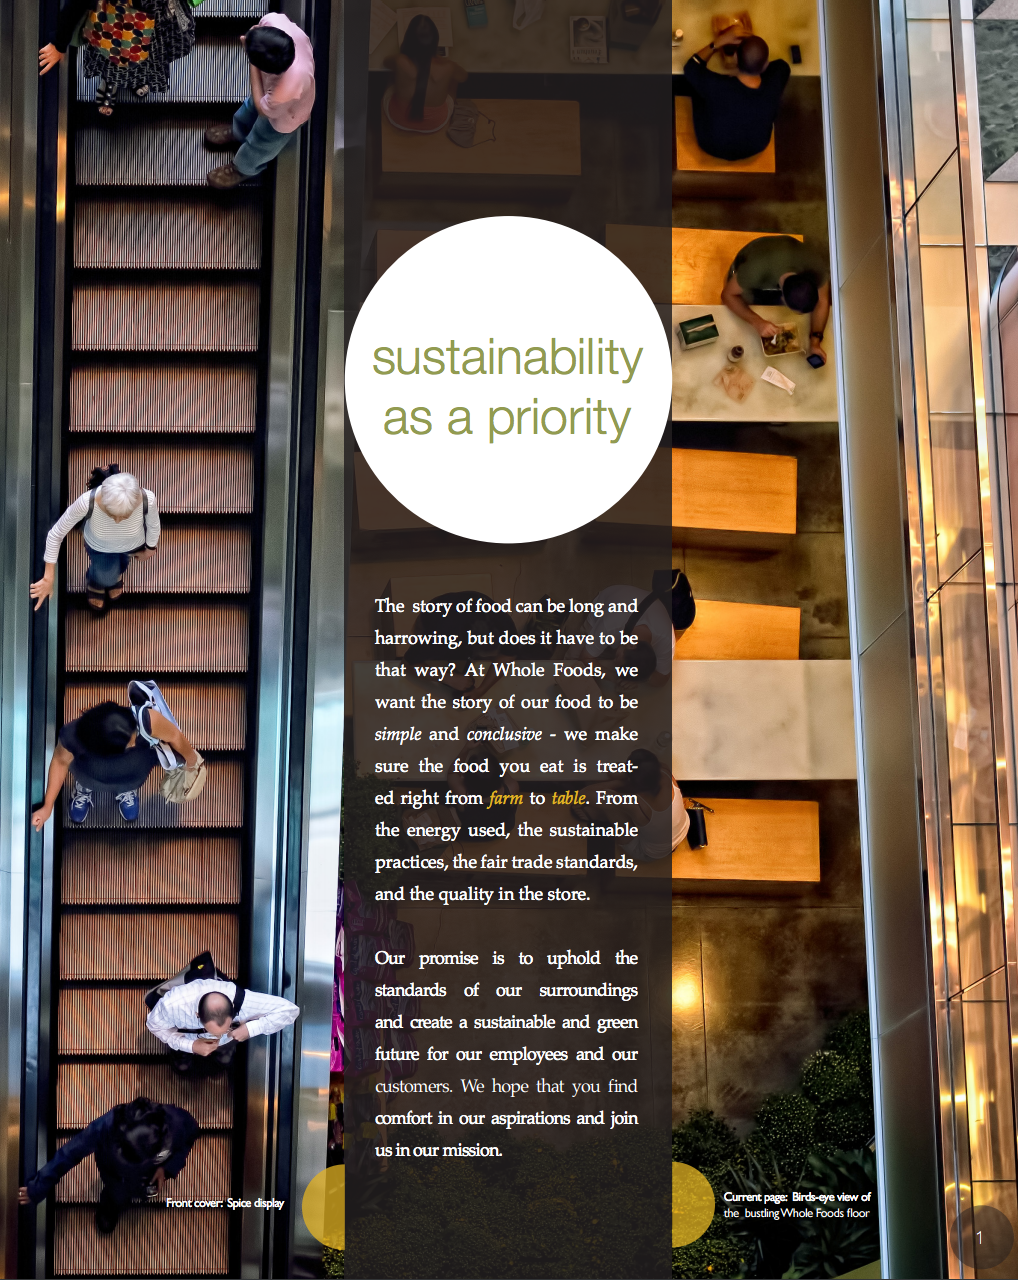 sustainability
as a priority
The story of food can be long and
harrowing, but does it have to be
that way? At Whole Foods, we
want the story of our food to be
simple and conclusive - we make
sure the food you eat is treat-
ed right from farm to table. From
the energy used, the sustainable
practices, the fair trade standards,
and the quality in the store.
Our promise is to uphold the
standards of our surroundings
and create a sustainable and green
future for our employees and our
customers. We hope that you find
comfort in our aspirations and join
us in our mission.
Front cover: Spice display
Current page: Birds-eye view of
the bustling Whole Foods floor
1